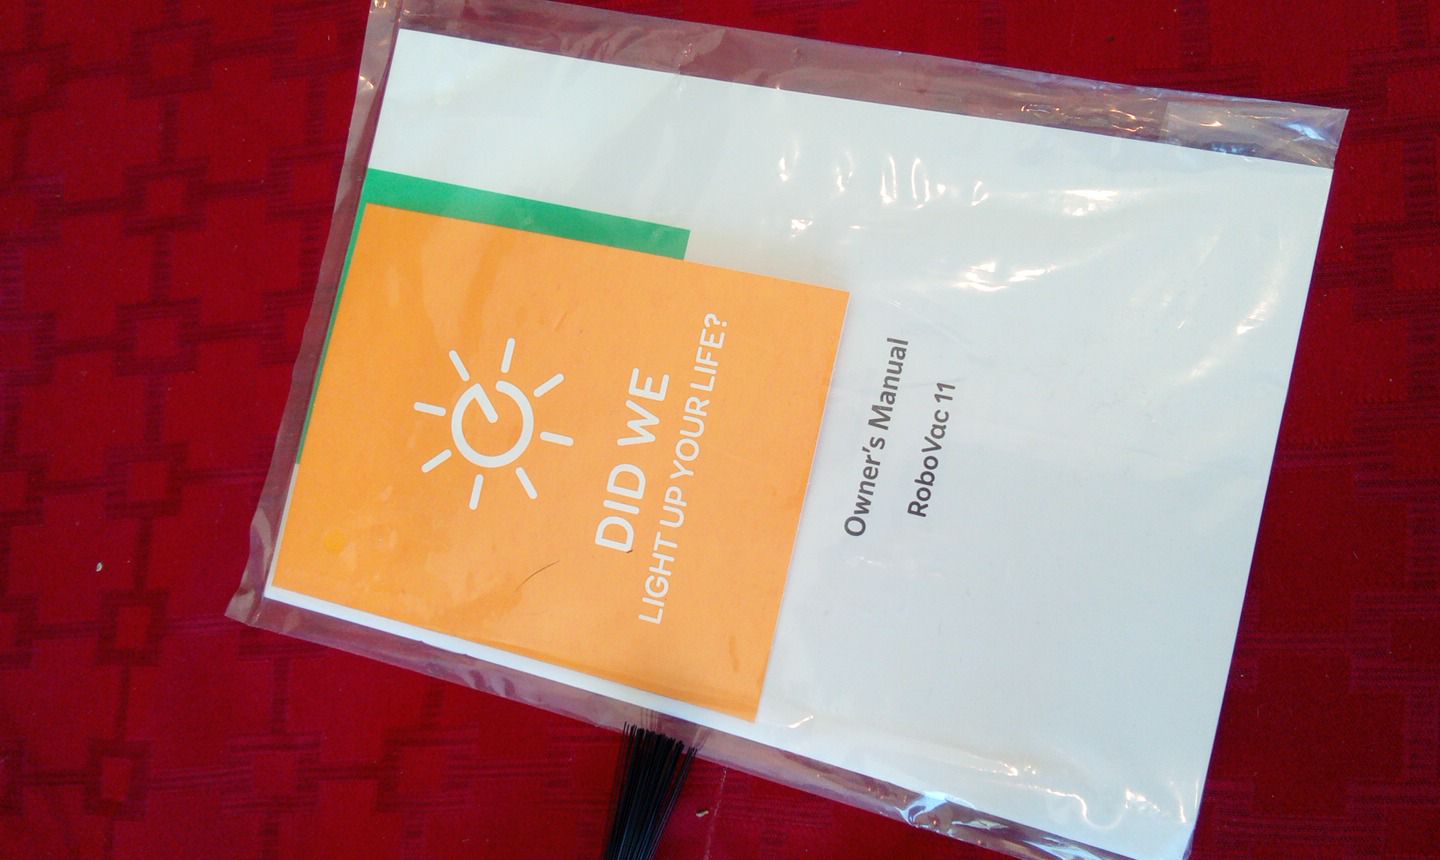 DID WE
LIGHT UP YOUR LIFE?
Owner's Manual
RoboVac 11